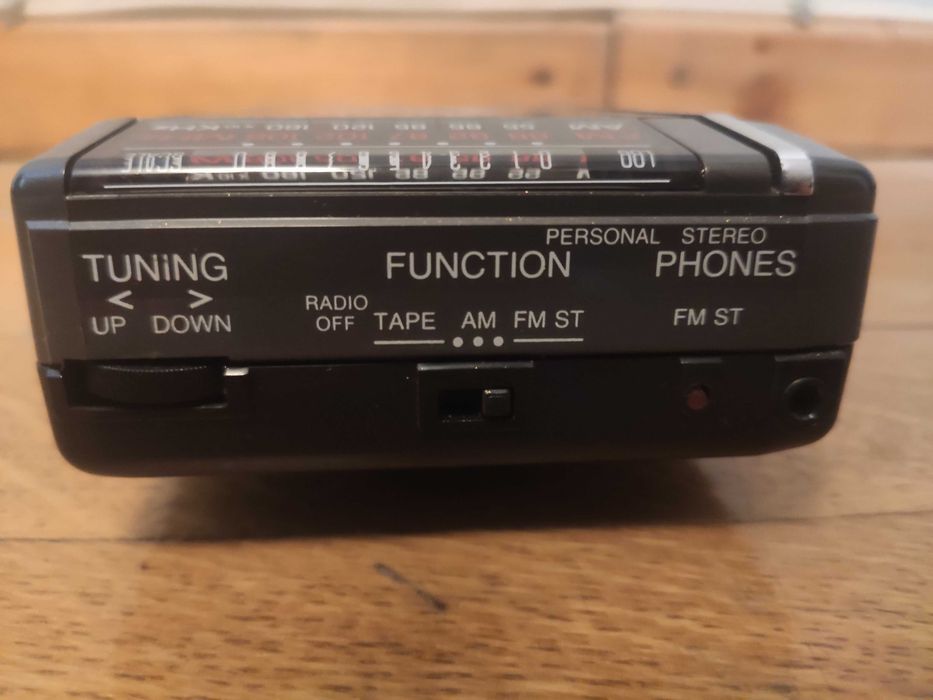 PERSONAL STEREO
TUNiNG FUNCTION PHONES
< >
UP DOWN
RADIO
OFF TAPE AM FM ST FM ST